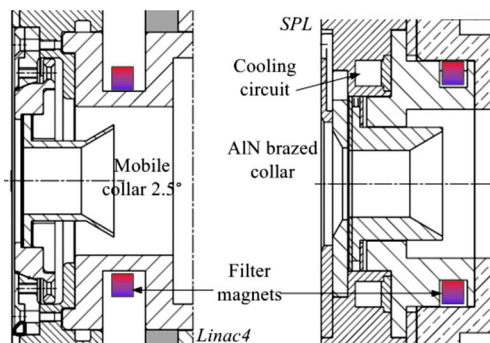 SPL
Cooling
circuit
Mobile
collar 2.5°
AlN brazed
collar
Filter
magnets
Linac4